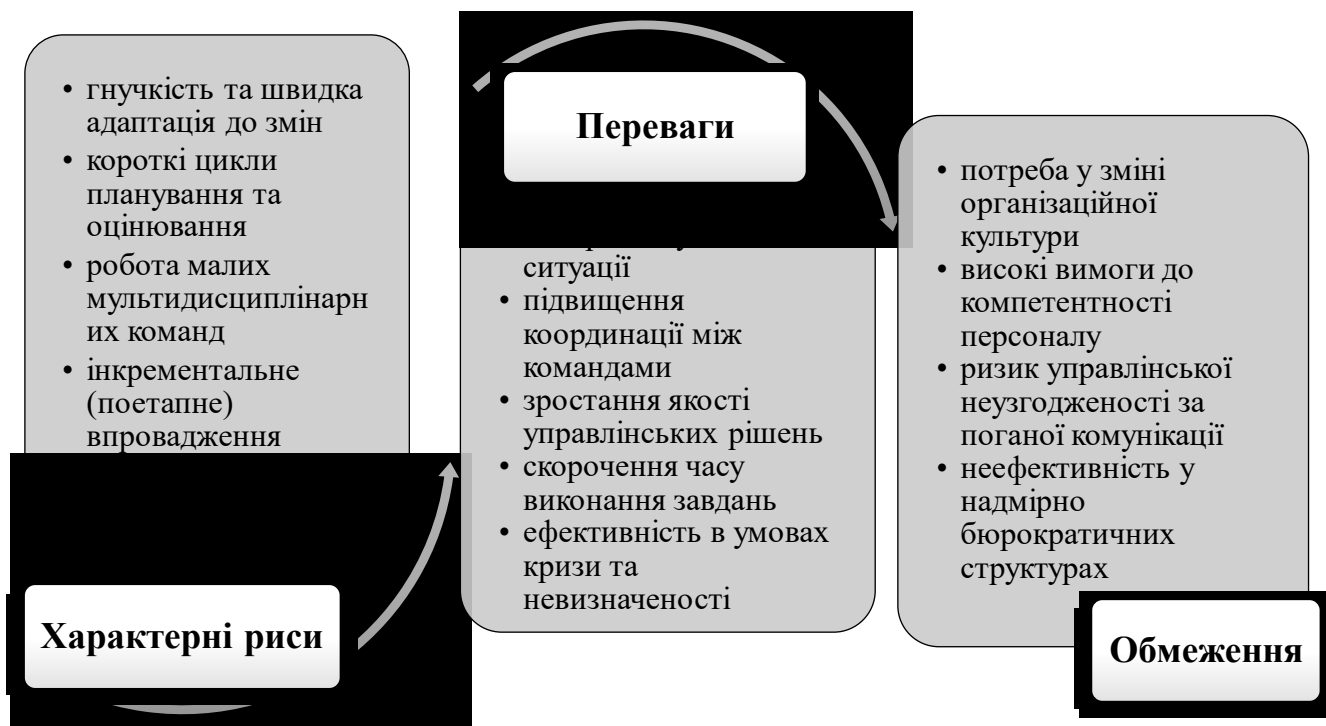 • гнучкість та швидка
адаптація до змін
• короткі цикли
планування та
оцінювання
• робота малих
мультидисциплінарн
их команд
• інкрементальне
(поетапне)
впровадження
Характерні риси
Переваги
ситуації
• підвищення
координації між
командами
• зростання якості
управлінських рішень
• скорочення часу
виконання завдань
• ефективність в умовах
кризи та
невизначеності
• потреба у зміні
організаційної
культури
• високі вимоги до
компетентності
персоналу
• ризик управлінської
неузгодженості за
поганої комунікації
• неефективність у
надмірно
бюрократичних
структурах
Обмеження